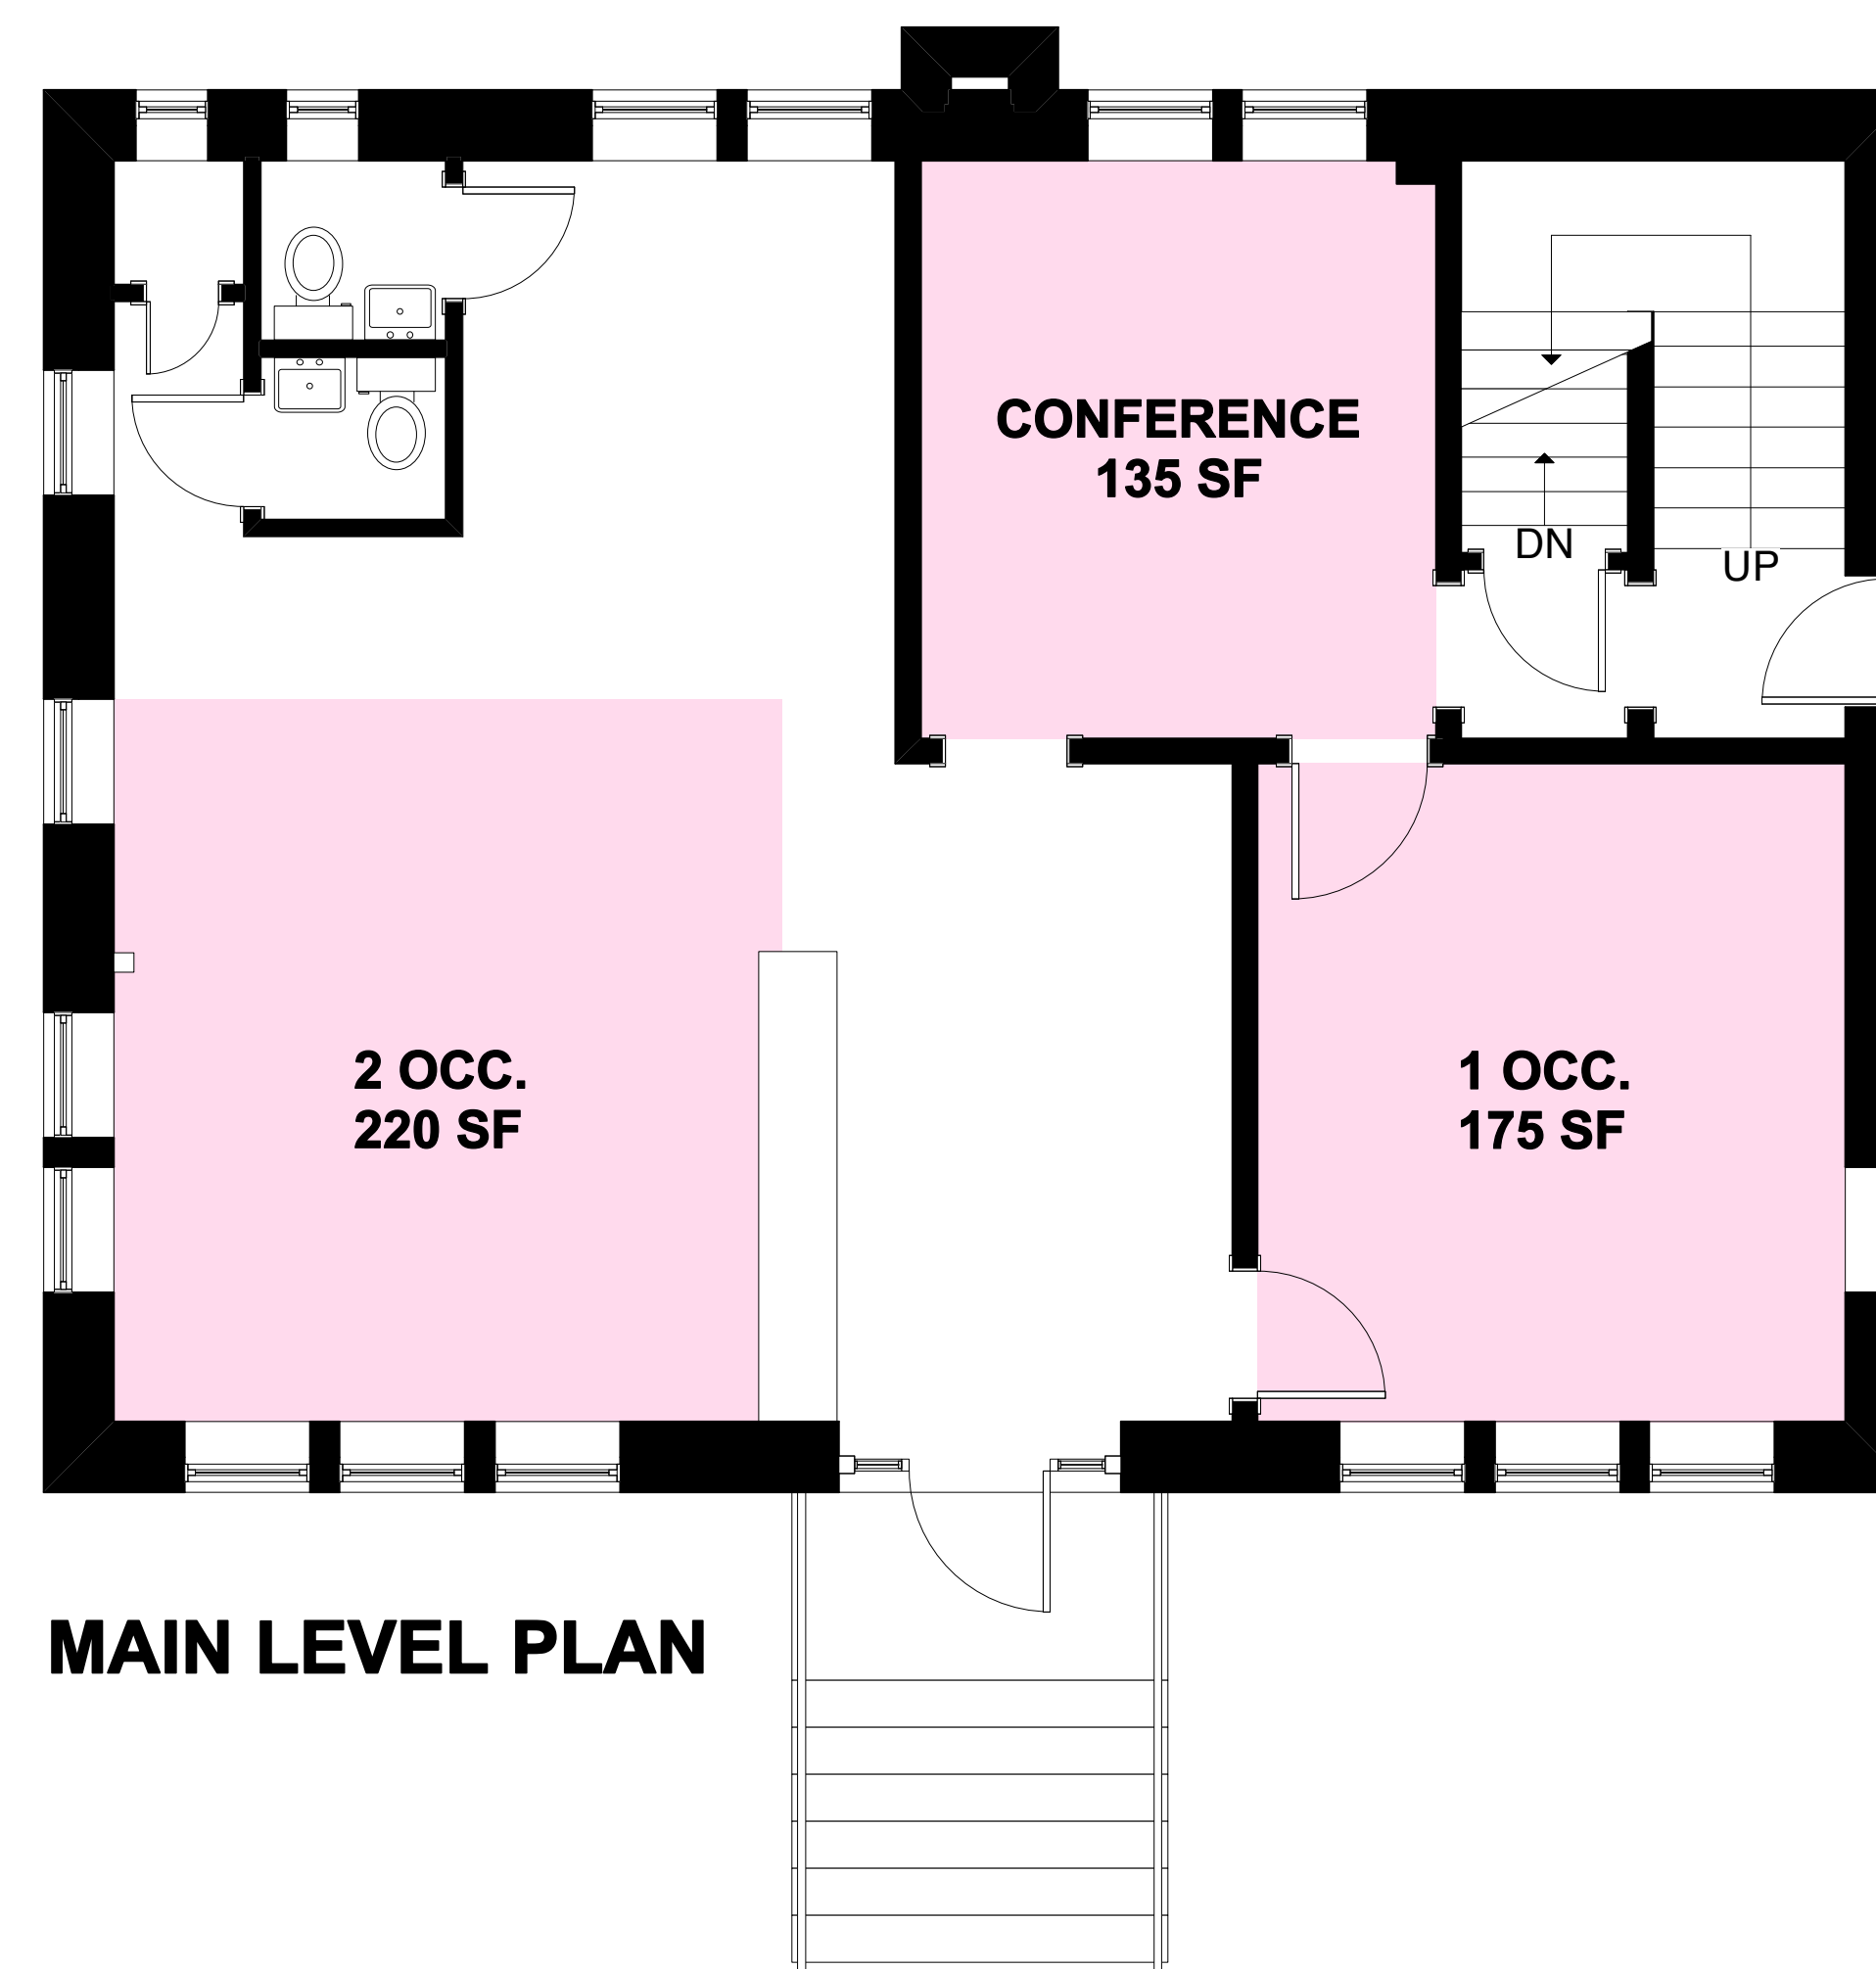 CONFERENCE
135 SF
DN
UP
2 OCC.
220 SF
1 OCC.
175 SF
MAIN LEVEL PLAN